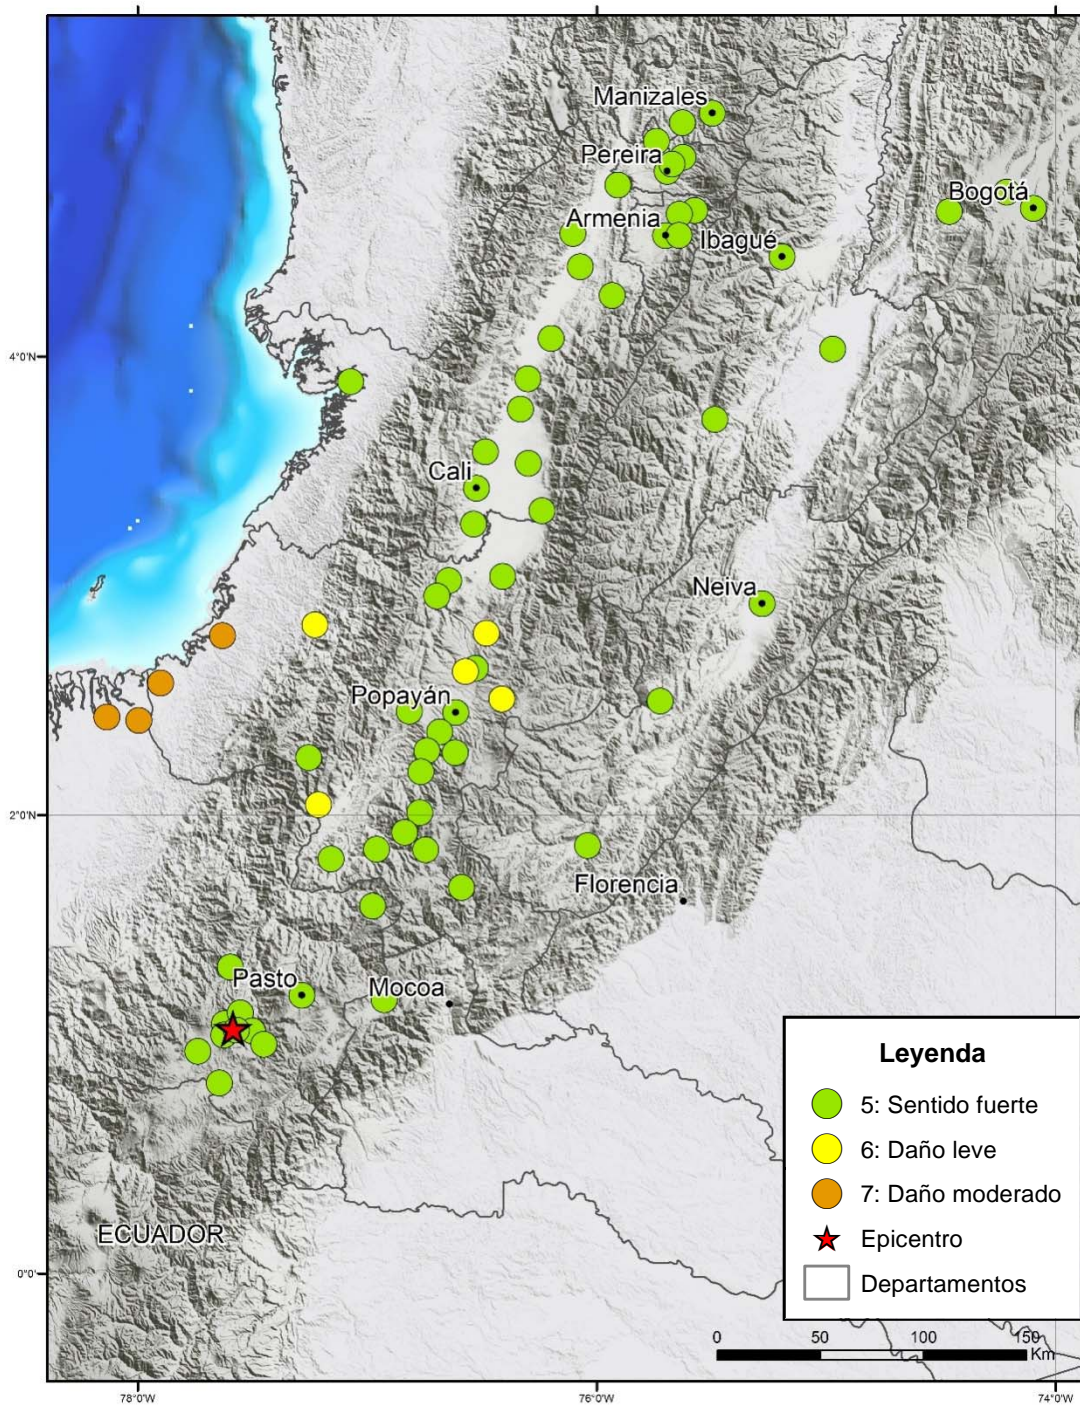 Manizales
Pereira
Bogotá
Armenia
Ibagué
4°0'N
Cali
Neiva
Popayán
2°0'N
Florencia
Pasto
Mocoa
Leyenda
5: Sentido fuerte
6: Daño leve
7: Daño moderado
Epicentro
Departamentos
ECUADOR
0°0'
0 50 100 150
Km
78°0'W 76°0'W 74°0'W